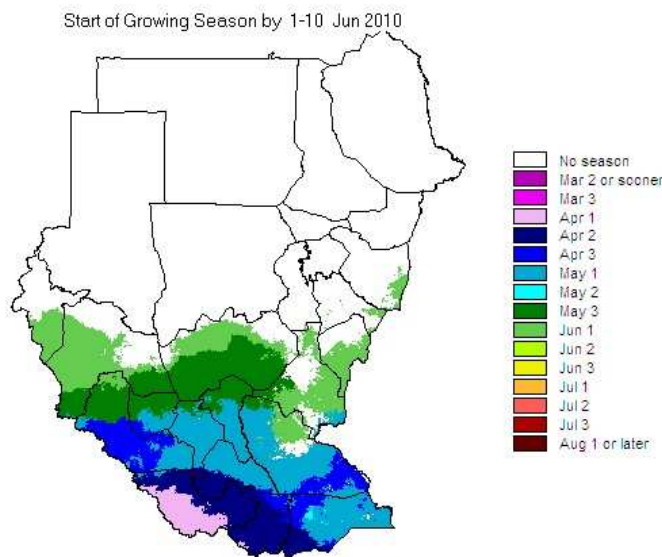 Start of Growing Season by 1-10 Jun 2010
No season
Mar 2 or sooner
Mar 3
Apr 1
Apr 2
Apr 3
May 1
May 2
May 3
Jun 1
Jun 2
Jun 3
Jul 1
Jul 2
Jul 3
Aug 1 or later